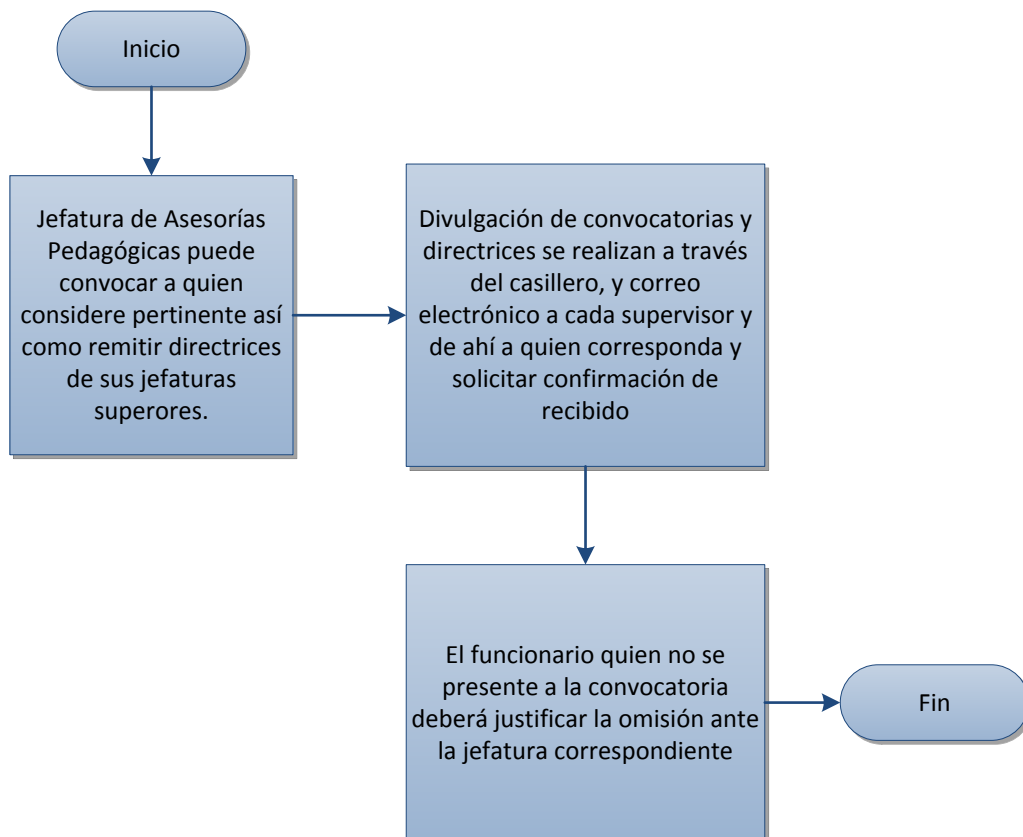 Inicio
Jefatura de Asesorías
Pedagógicas puede
convocar a quien
considere pertinente así
como remitir directrices
de sus jefaturas
superores.
Divulgación de convocatorias y
directrices se realizan a través
del casillero, y correo
electrónico a cada supervisor y
de ahí a quien corresponda y
solicitar confirmación de
recibido
El funcionario quien no se
presente a la convocatoria
deberá justificar la omisión ante
la jefatura correspondiente
Fin